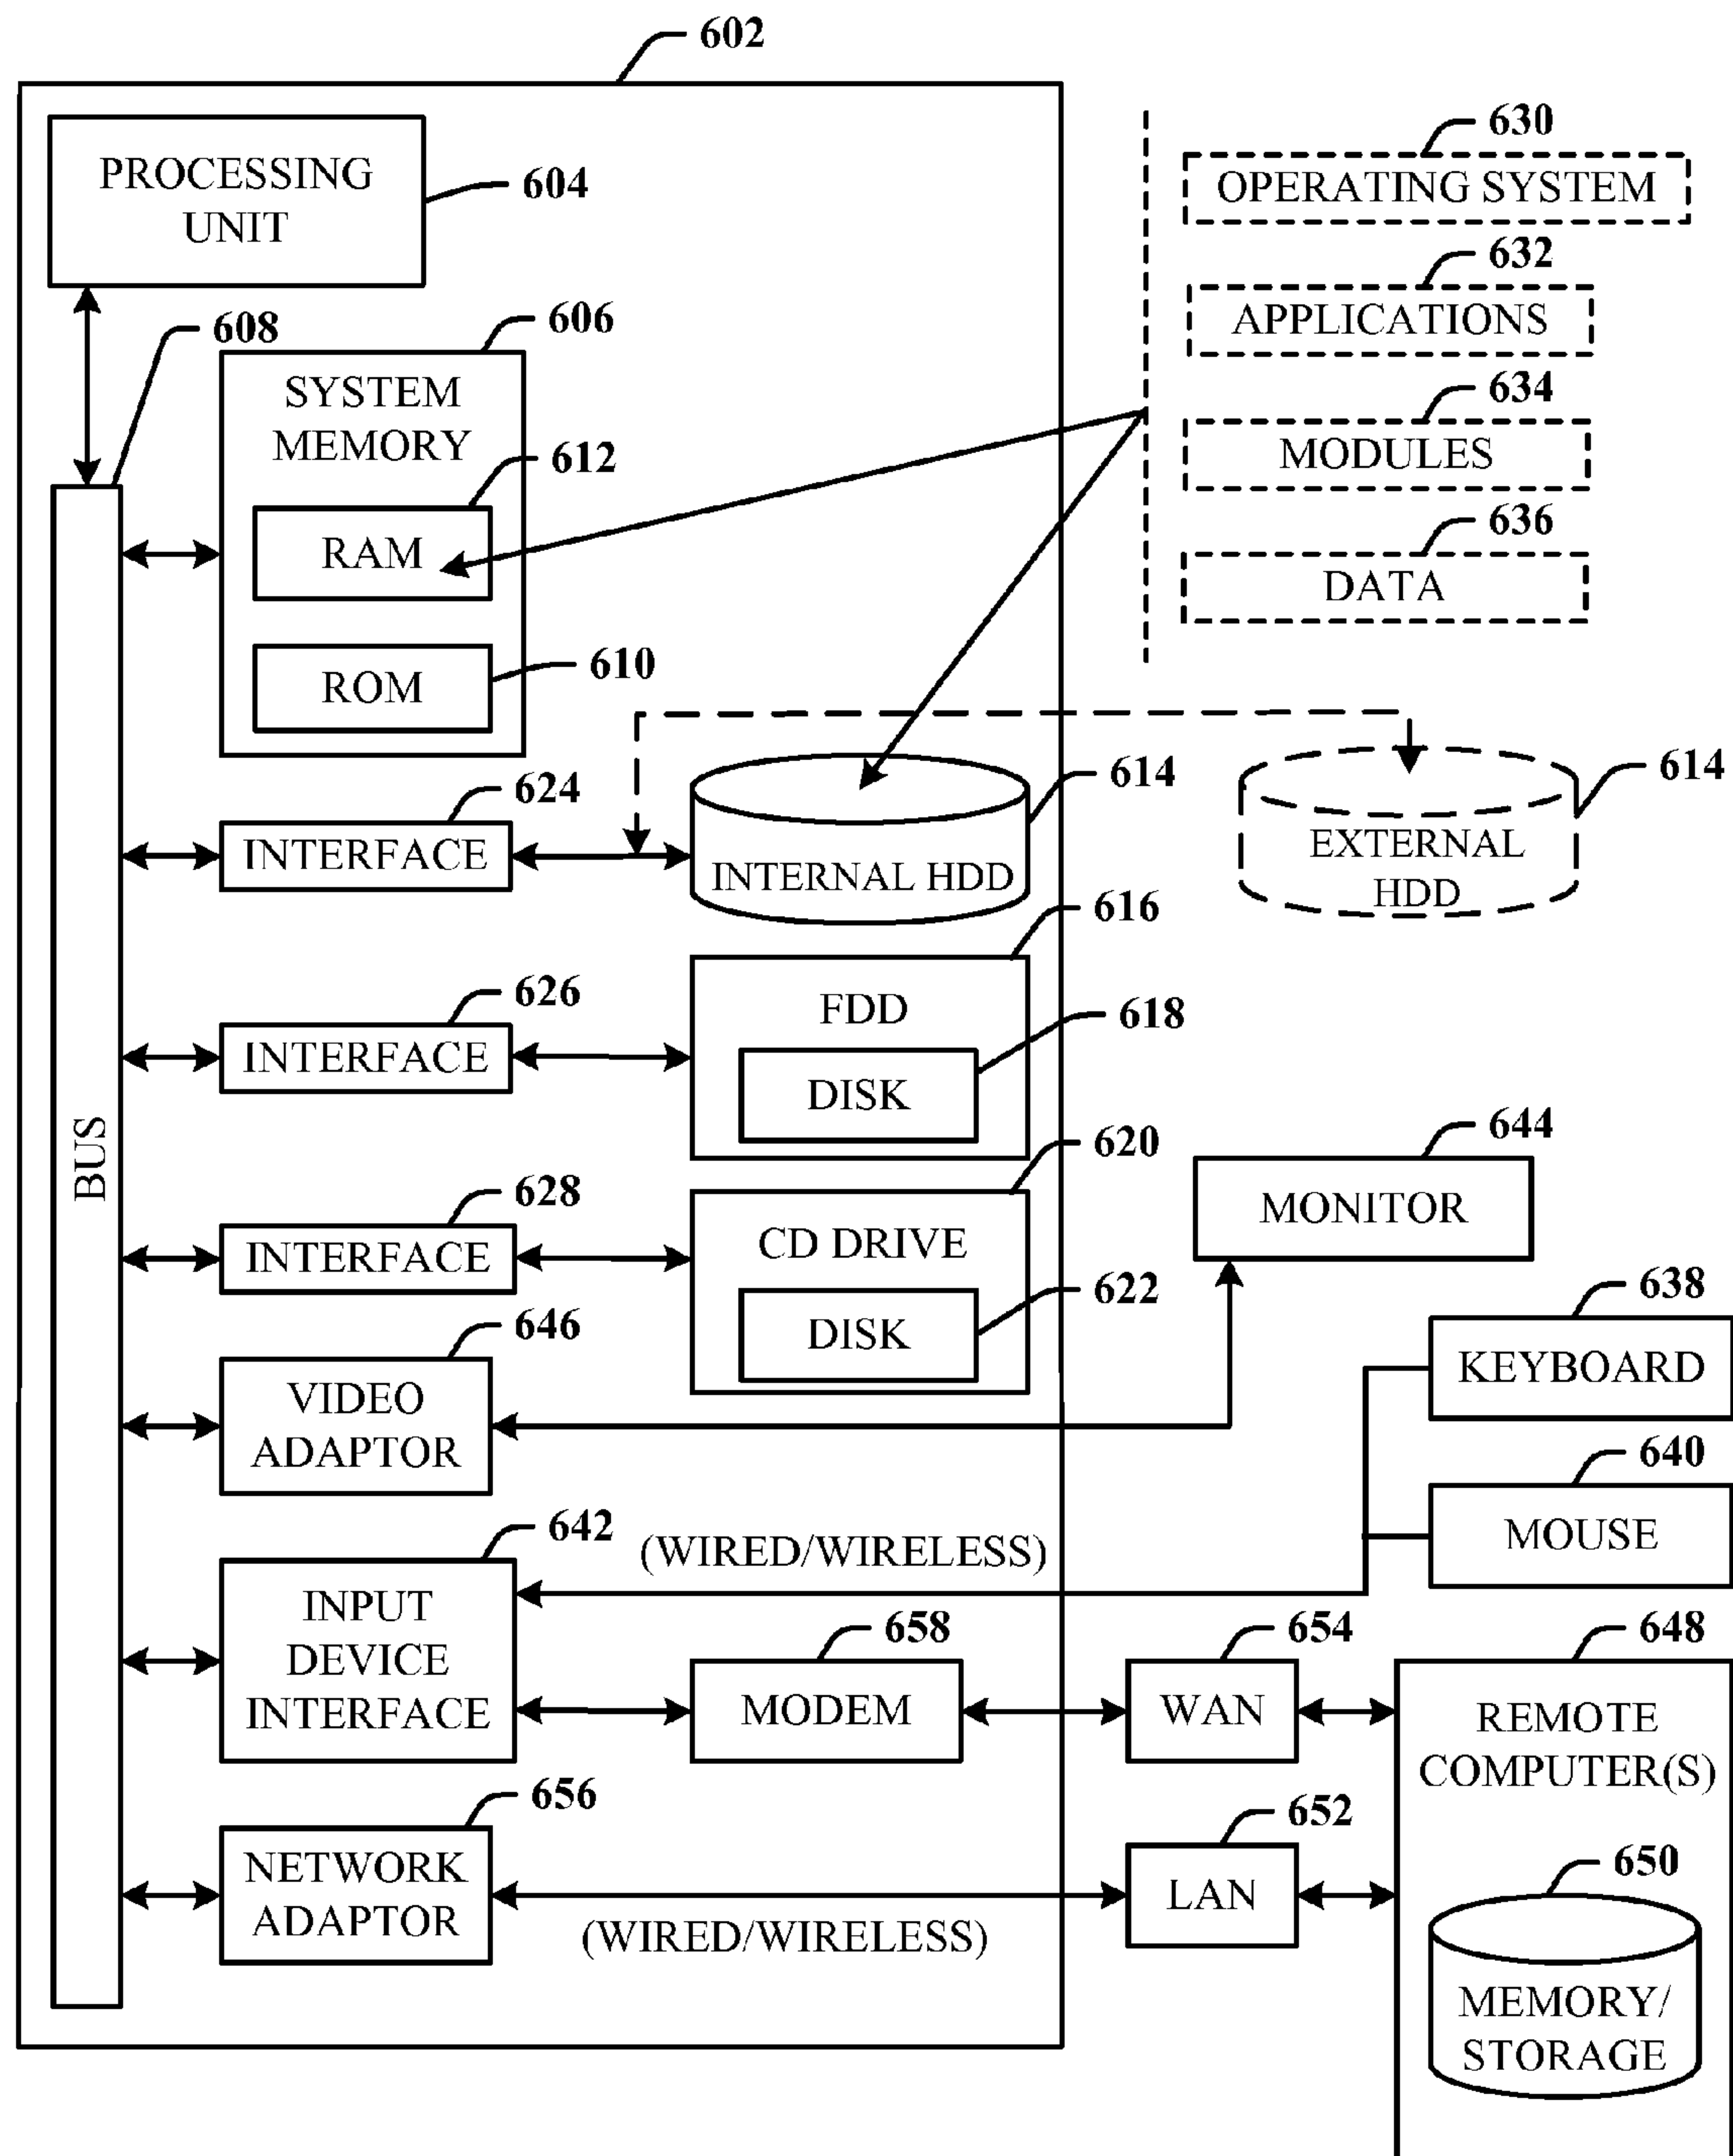 602
PROCESSING
UNIT
604
630
OPERATING SYSTEM
632
APPLICATIONS
634
MODULES
636
DATA
608
606
SYSTEM
MEMORY
612
RAM
610
ROM
624
INTERFACE
614
INTERNAL HDD
614
EXTERNAL
HDD
616
FDD
626
INTERFACE
618
DISK
BUS
620
CD DRIVE
628
INTERFACE
622
DISK
644
MONITOR
646
VIDEO
ADAPTOR
638
KEYBOARD
640
MOUSE
642
(WIRED/WIRELESS)
INPUT
DEVICE
INTERFACE
658
MODEM
654
WAN
648
REMOTE
COMPUTER(S)
656
NETWORK
ADAPTOR
(WIRED/WIRELESS)
652
LAN
650
MEMORY/
STORAGE